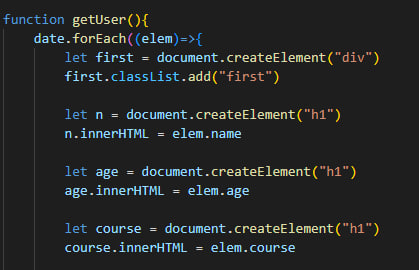 function getUser(){
date.forEach((elem)=>{
let first = document.createElement("div")
first.classList.add("first")
let n = document.createElement("h1")
n.innerHTML = elem.name
let age = document.createElement("h1")
age.innerHTML = elem.age
let course = document.createElement("h1")
course.innerHTML = elem.course